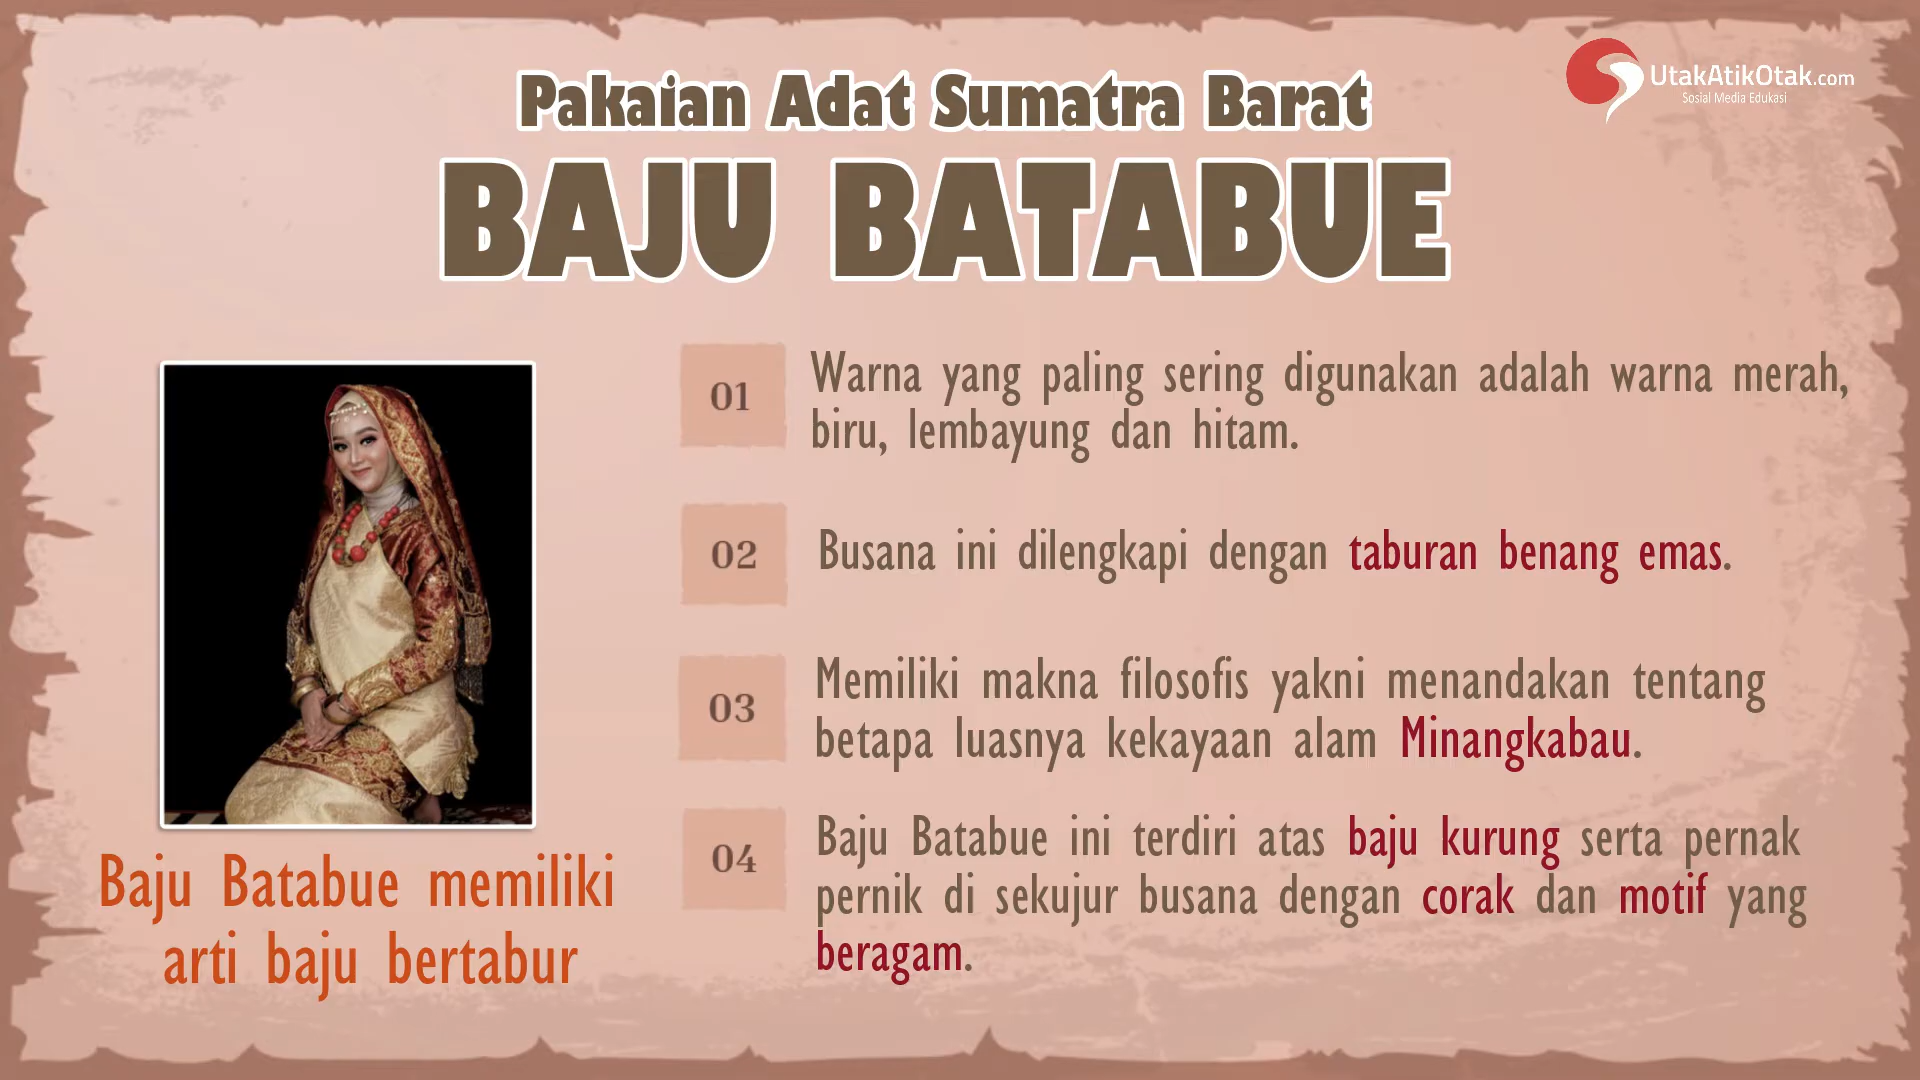 UtakAtikOtak.com
Sosial Media Edukasi
Pakaian Adat Sumatra Barat
BAJU BATABUE
01
Warna yang paling sering digunakan adalah warna merah,
biru, lembayung dan hitam.
02
Busana ini dilengkapi dengan taburan benang emas.
03
Memiliki makna filosofis yakni menandakan tentang
betapa luasnya kekayaan alam Minangkabau.
04
Baju Batabue ini terdiri atas baju kurung serta pernak
pernik di sekujur busana dengan corak dan motif yang
beragam.
Baju Batabue memiliki
arti baju bertabur